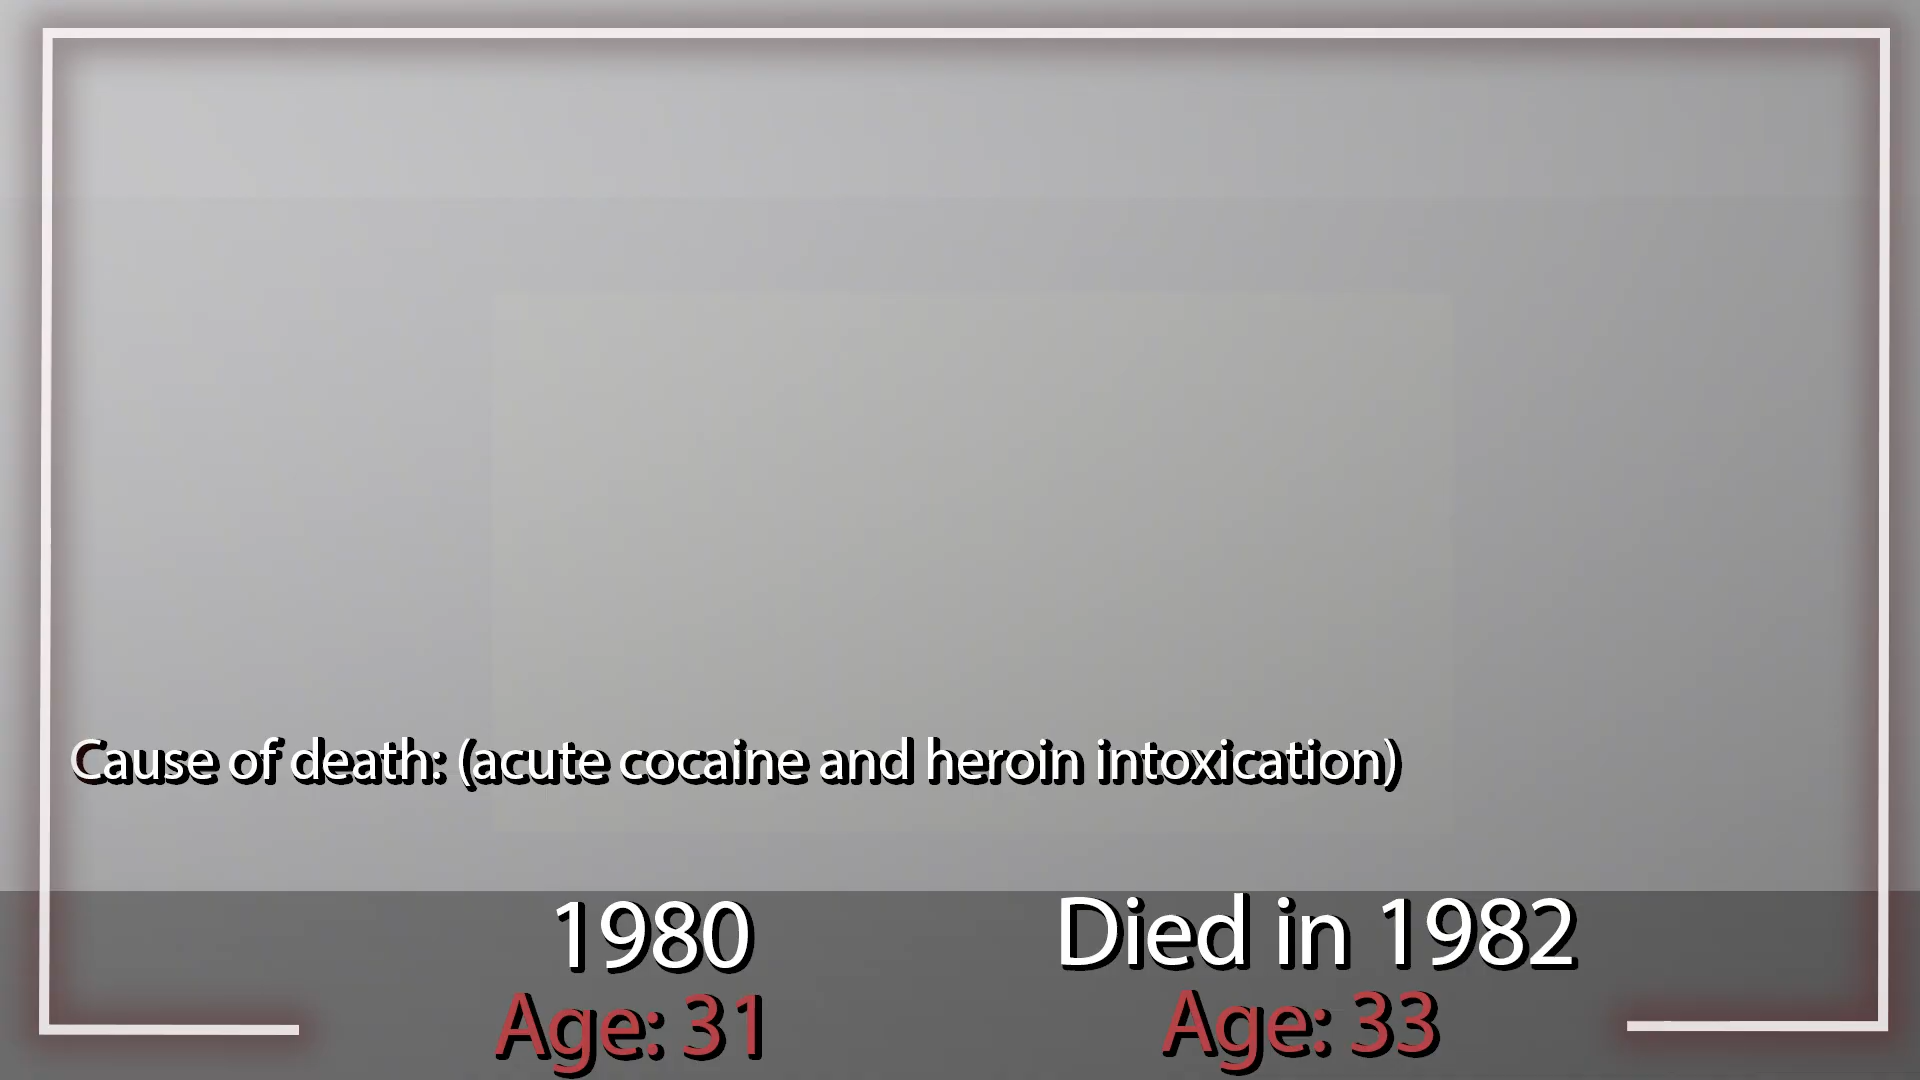 Cause of death: (acute cocaine and heroin intoxication)
1980
Died in 1982
Age: 31
Age: 33